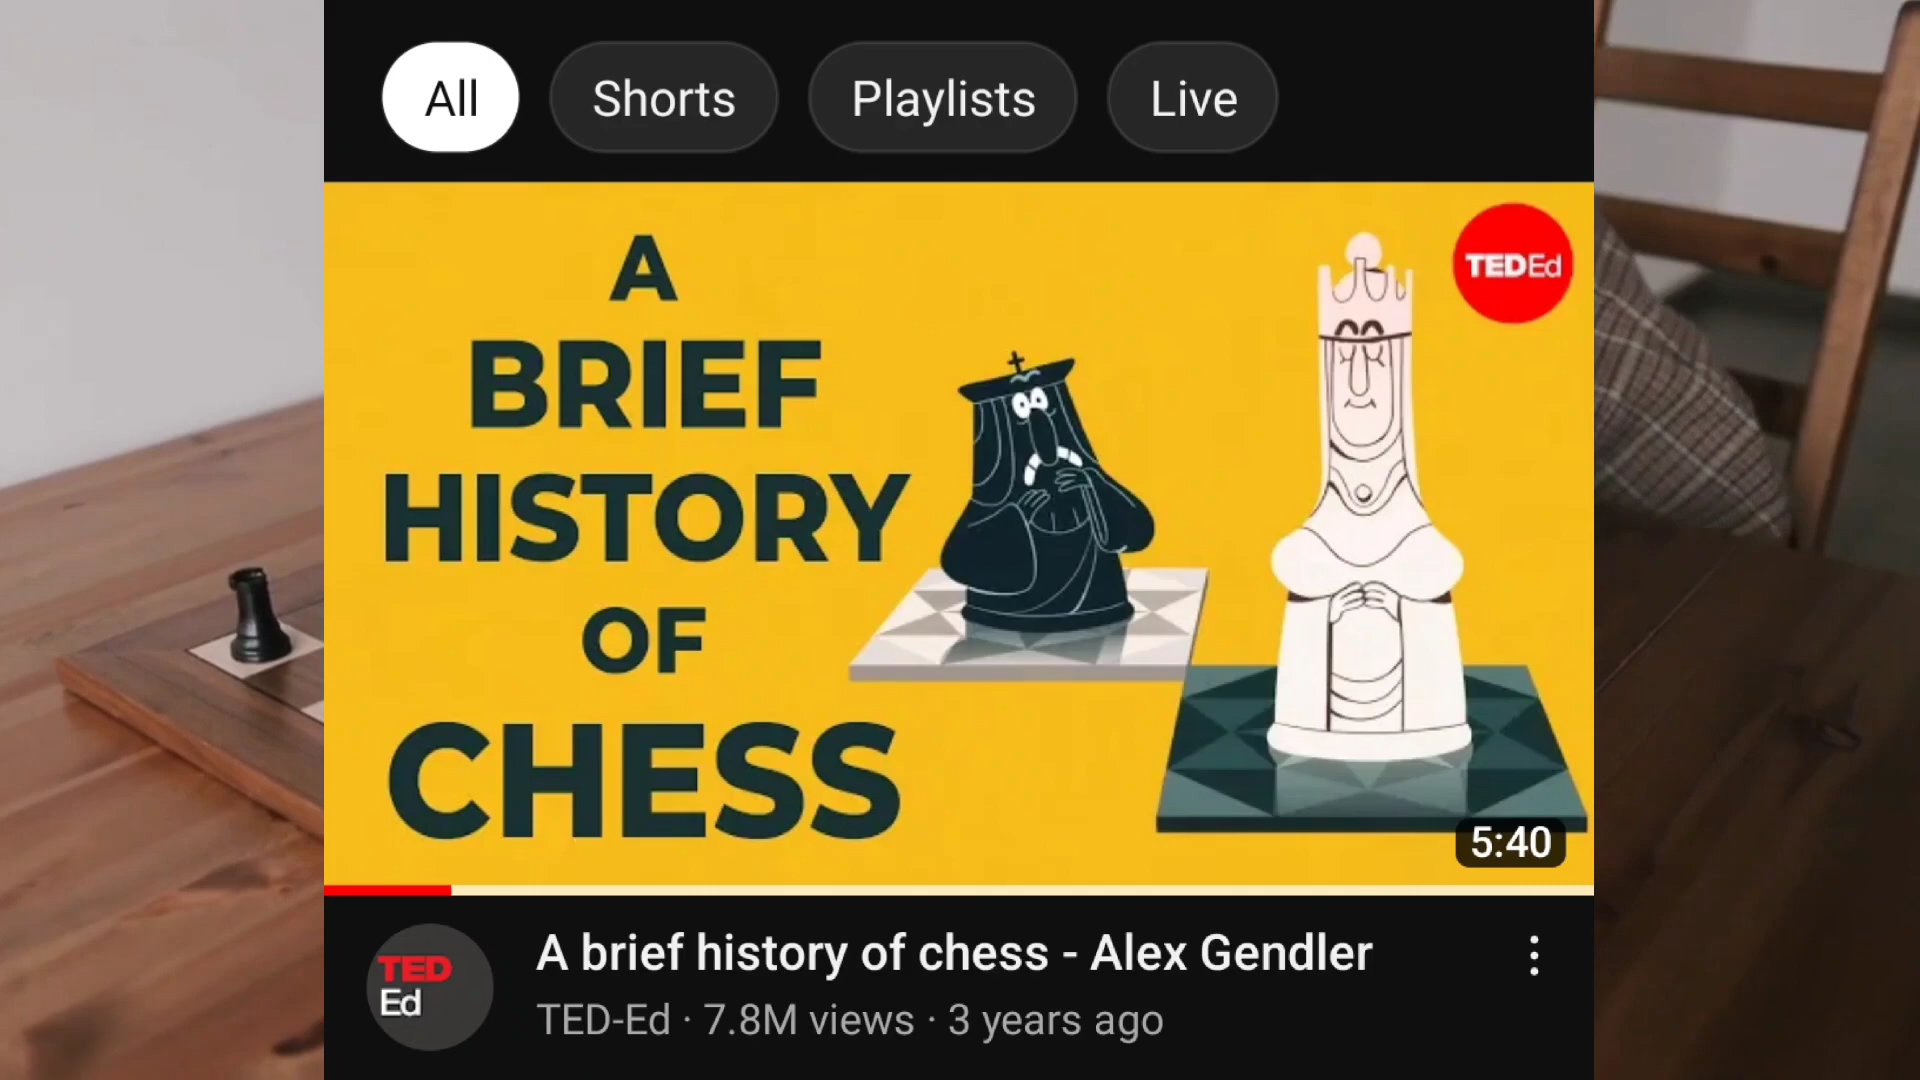 All
Shorts
Playlists
Live
A
BRIEF
HISTORY
OF
CHESS
TEDEd
5:40
TED
Ed
A brief history of chess - Alex Gendler
TED-Ed · 7.8M views · 3 years ago